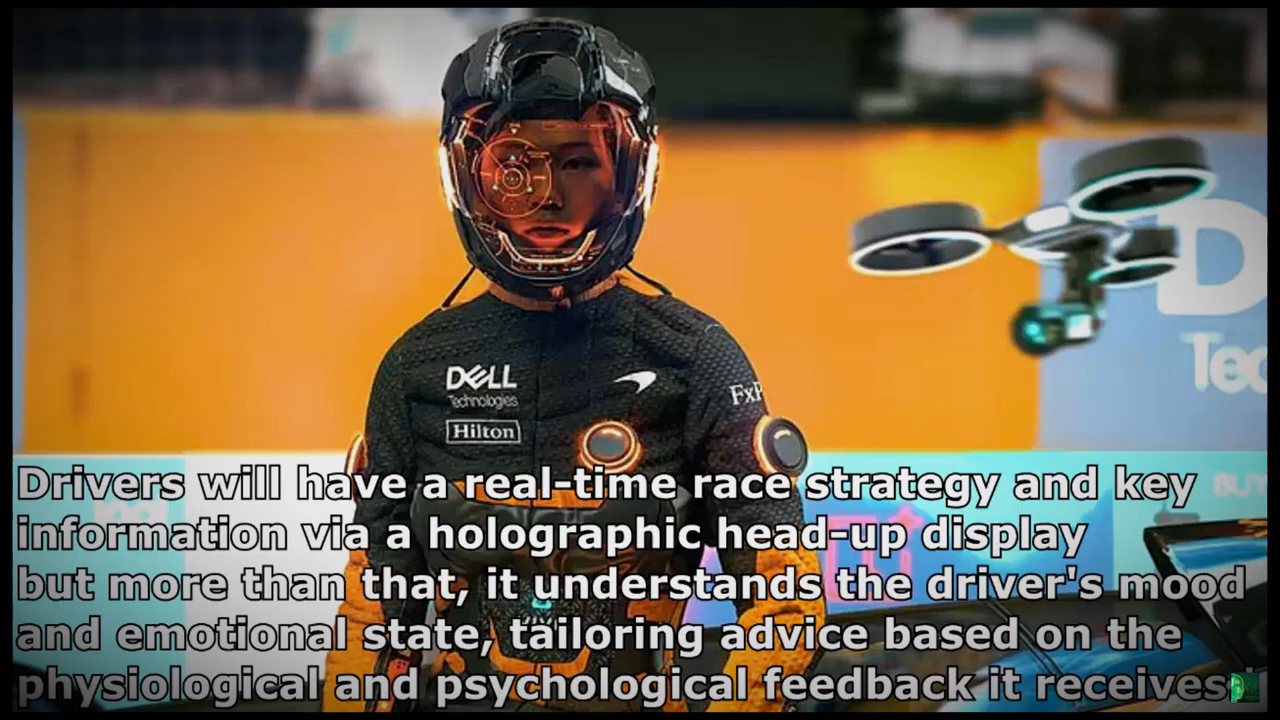 DELL
Technologies
Hilton
FxP
D
Tec
BUY
Drivers will have a real-time race strategy and key
information via a holographic head-up display
but more than that, it understands the driver's mood
and emotional state, tailoring advice based on the
physiological and psychological feedback it receives